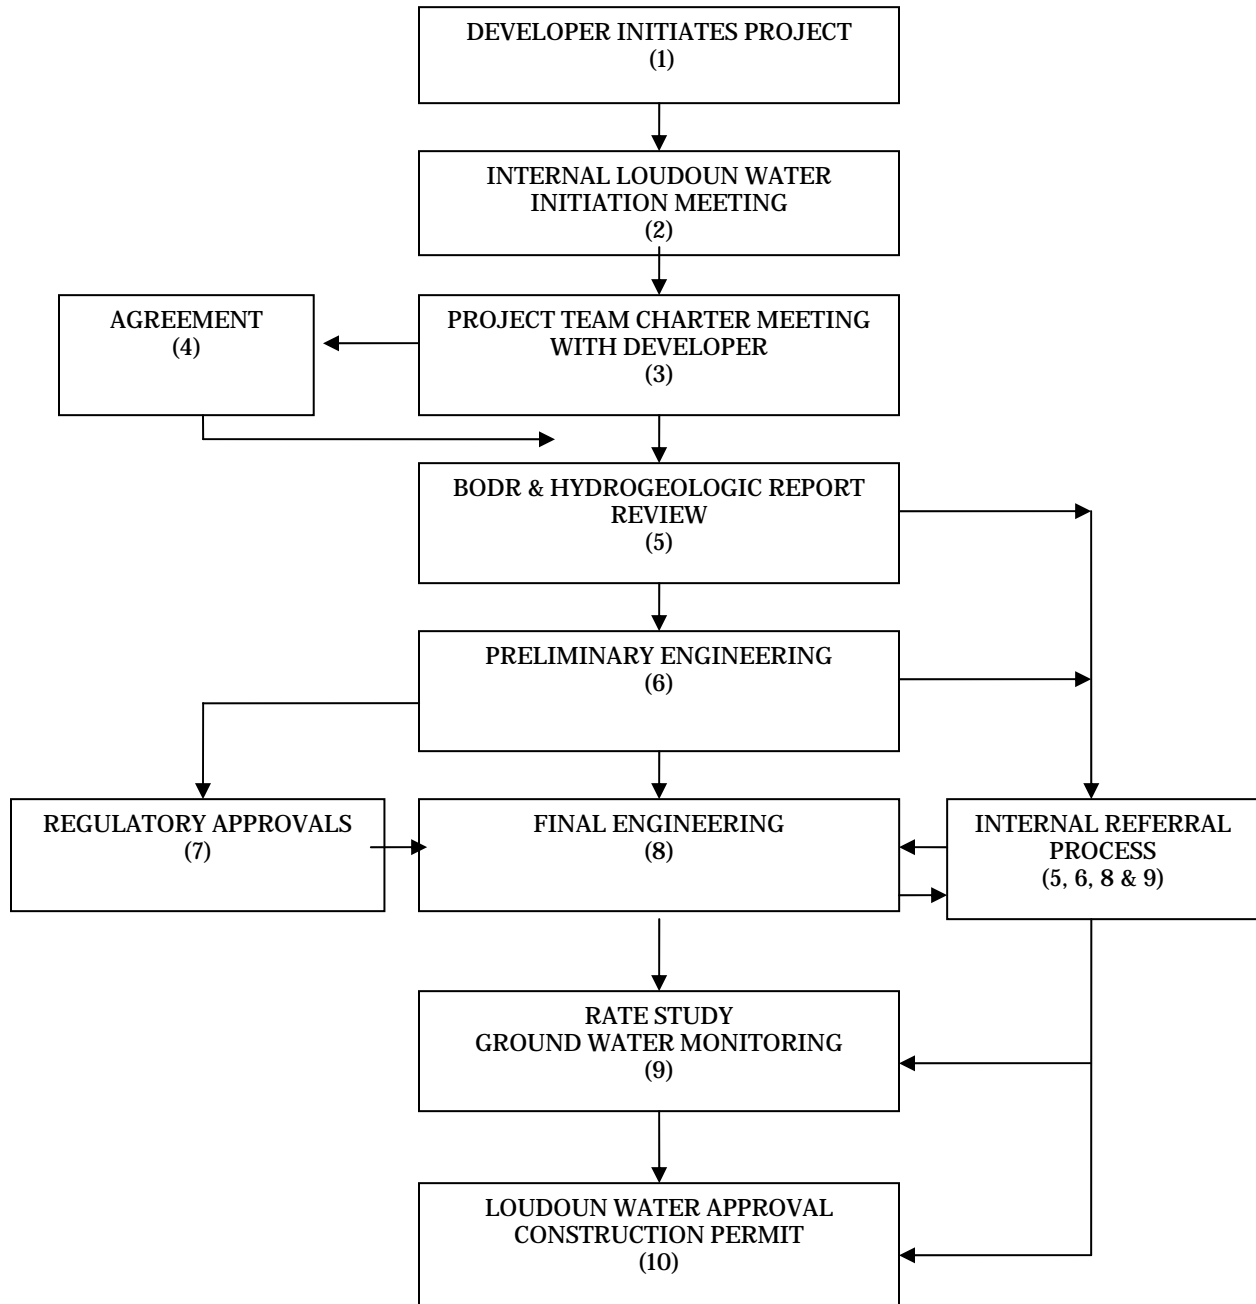 DEVELOPER INITIATES PROJECT
(1)
INTERNAL LOUDOUN WATER
INITIATION MEETING
(2)
AGREEMENT
(4)
PROJECT TEAM CHARTER MEETING
WITH DEVELOPER
(3)
BODR & HYDROGEOLOGIC REPORT
REVIEW
(5)
PRELIMINARY ENGINEERING
(6)
REGULATORY APPROVALS
(7)
FINAL ENGINEERING
(8)
INTERNAL REFERRAL
PROCESS
(5, 6, 8 & 9)
RATE STUDY
GROUND WATER MONITORING
(9)
LOUDOUN WATER APPROVAL
CONSTRUCTION PERMIT
(10)